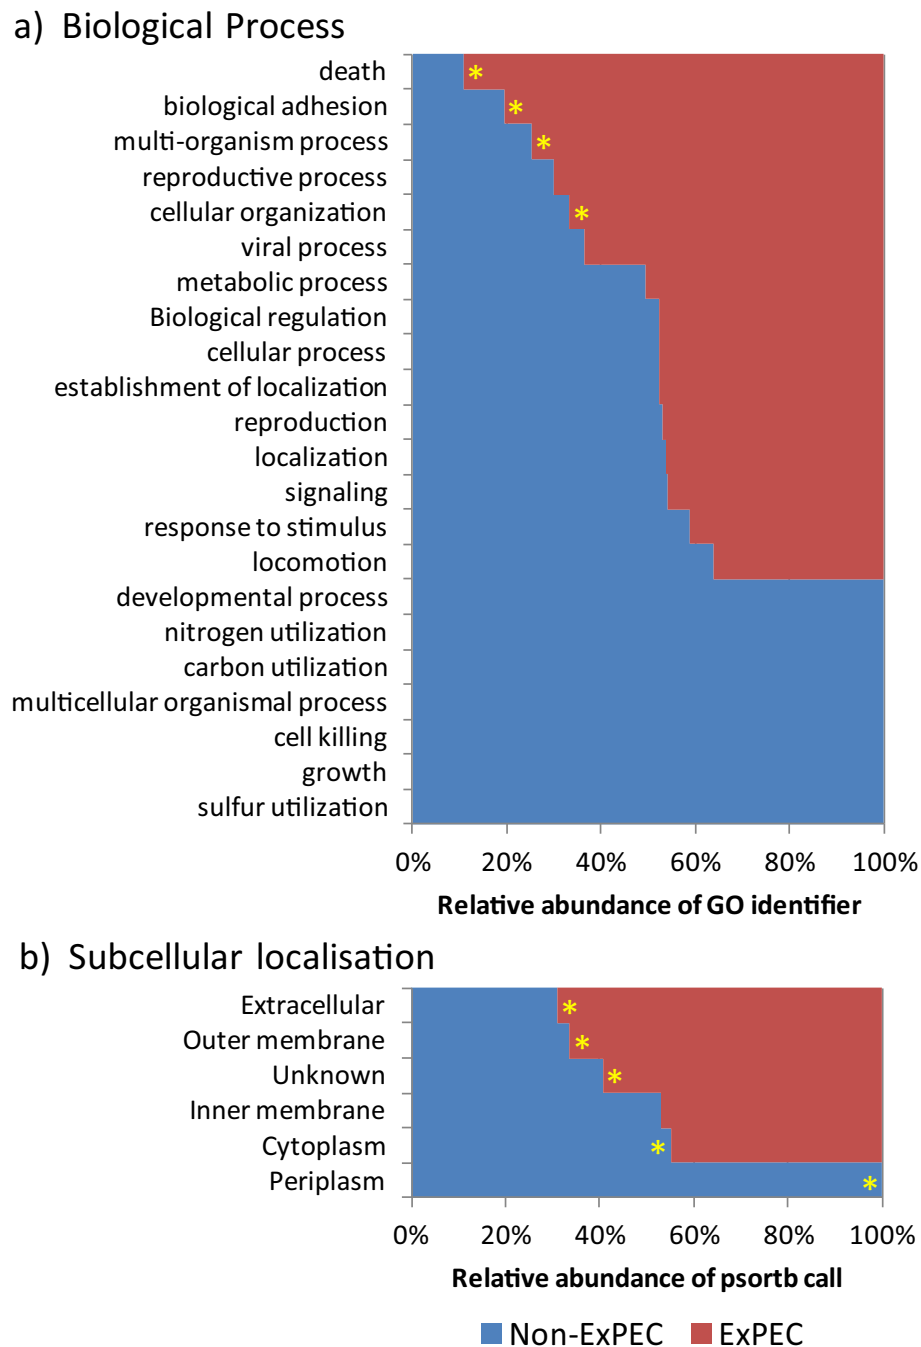 a) Biological Process
death
*
biological adhesion
*
multi-organism process
*
reproductive process
cellular organization
*
viral process
metabolic process
Biological regulation
cellular process
establishment of localization
reproduction
localization
signaling
response to stimulus
locomotion
developmental process
nitrogen utilization
carbon utilization
multicellular organismal process
cell killing
growth
sulfur utilization
0% 20% 40% 60% 80% 100%
Relative abundance of GO identifier
b) Subcellular localisation
Extracellular
*
Outer membrane
*
Unknown
*
Inner membrane
Cytoplasm
*
Periplasm
*
0% 20% 40% 60% 80% 100%
Relative abundance of psortb call
Non-ExPEC ExPEC